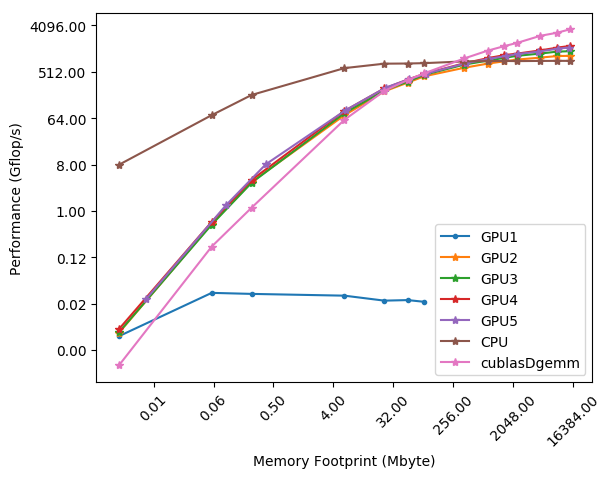 4096.00
512.00
64.00
8.00
1.00
0.12
0.02
0.00
Performance (Gflop/s)
GPU1
GPU2
GPU3
GPU4
GPU5
CPU
cublasDgemm
0.01
0.06
0.50
4.00
32.00
256.00
2048.00
16384.00
Memory Footprint (Mbyte)